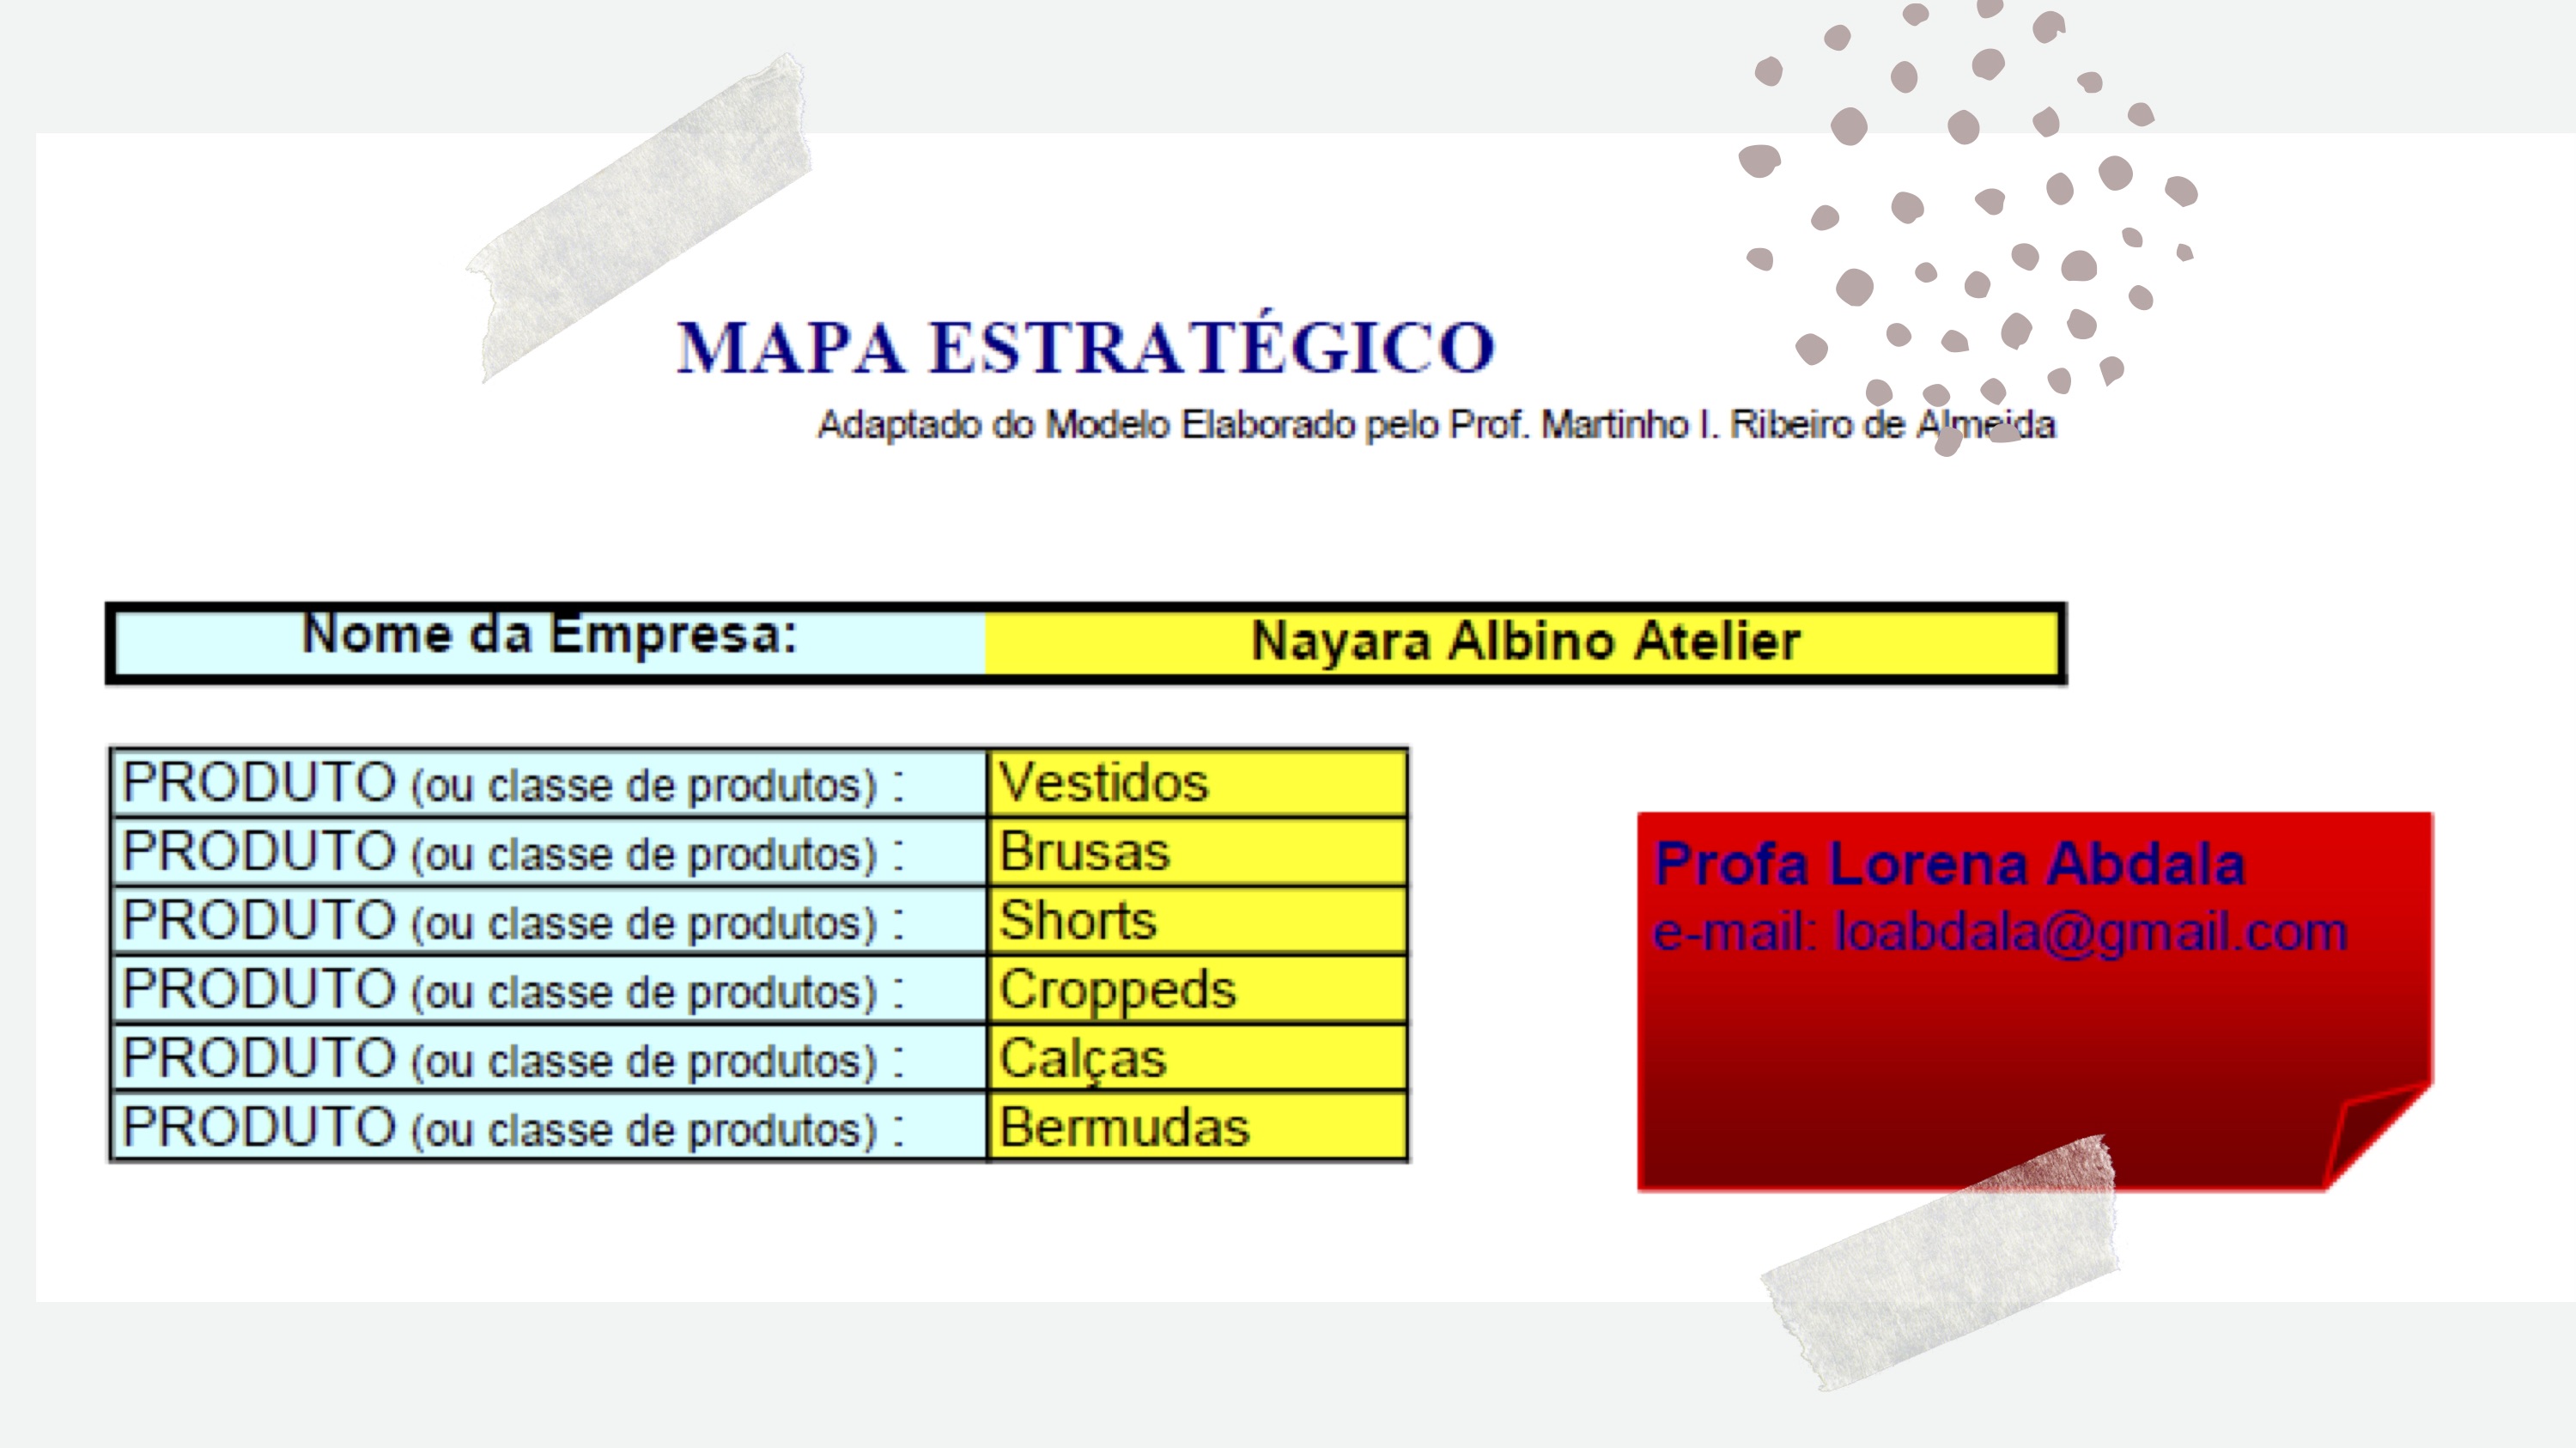 MAPA ESTRATÉGICO
Adaptado do Modelo Elaborado pelo Prof. Martinho I. Ribeiro de Almeida
Nome da Empresa: Nayara Albino Atelier
PRODUTO (ou classe de produtos) : Vestidos
PRODUTO (ou classe de produtos) : Brusas
PRODUTO (ou classe de produtos) : Shorts
PRODUTO (ou classe de produtos) : Croppeds
PRODUTO (ou classe de produtos) : Calças
PRODUTO (ou classe de produtos) : Bermudas
Profa Lorena Abdala
e-mail: loabdala@gmail.com